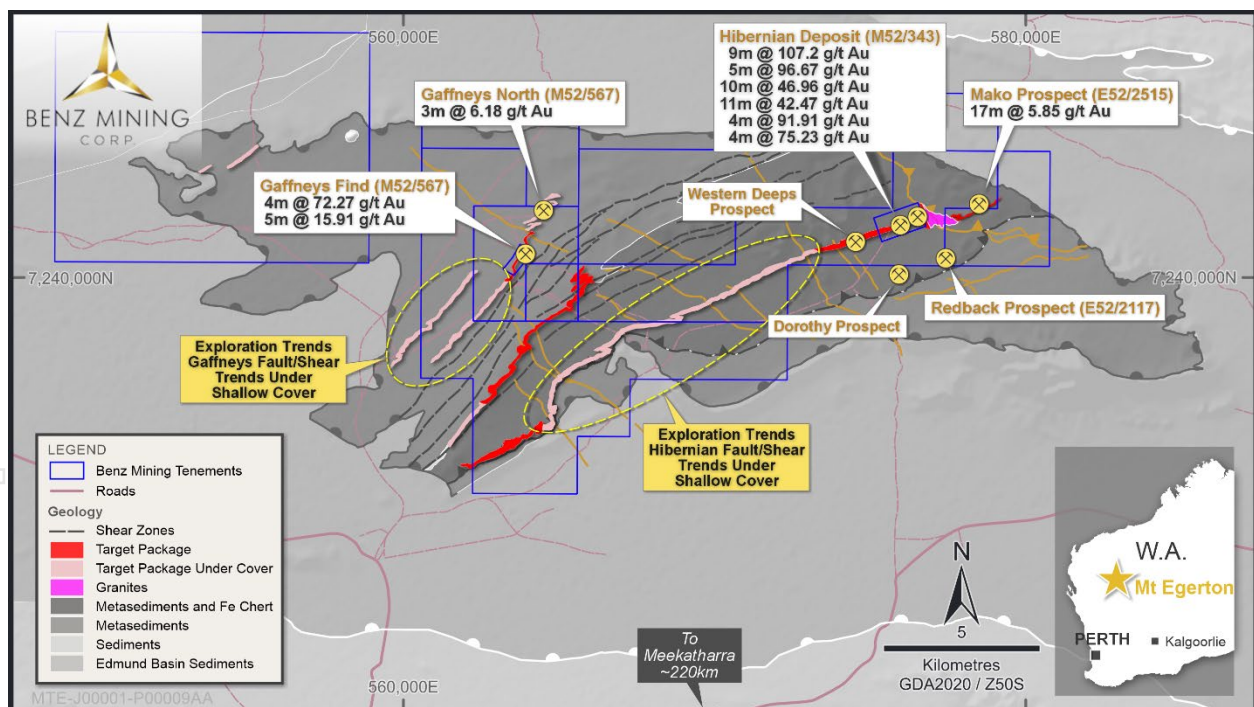 BENZ MINING
CORP.
560,000E
580,000E
Hibernian Deposit (M52/343)
9m @ 107.2 g/t Au
5m @ 96.67 g/t Au
10m @ 46.96 g/t Au
11m @ 42.47 g/t Au
4m @ 91.91 g/t Au
4m @ 75.23 g/t Au
Gaffneys North (M52/567)
3m @ 6.18 g/t Au
Mako Prospect (E52/2515)
17m @ 5.85 g/t Au
Gaffneys Find (M52/567)
4m @ 72.27 g/t Au
5m @ 15.91 g/t Au
Western Deeps
Prospect
7,240,000N
7,240,000N
Redback Prospect (E52/2117)
Dorothy Prospect
Exploration Trends
Gaffneys Fault/Shear
Trends Under
Shallow Cover
Exploration Trends
Hibernian Fault/Shear
Trends Under
Shallow Cover
LEGEND
Benz Mining Tenements
Roads
Geology
Shear Zones
Target Package
Target Package Under Cover
Granites
Metasediments and Fe Chert
Metasediments
Sediments
Edmund Basin Sediments
MTE-J00001-P00009AA
560,000E
To
Meekatharra
~220km
N
5
Kilometres
GDA2020 / Z50S
W.A.
Mt Egerton
PERTH
Kalgoorlie